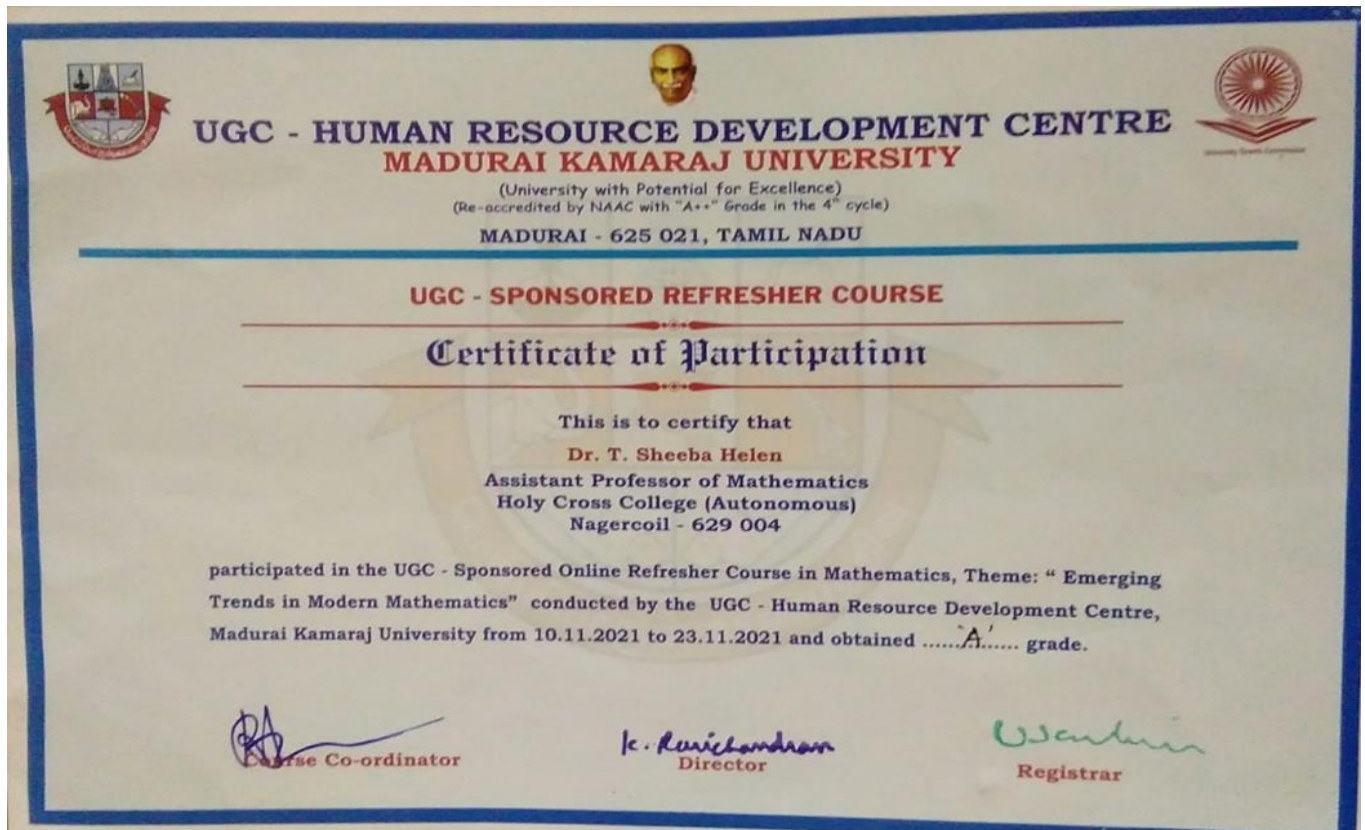 UGC - HUMAN RESOURCE DEVELOPMENT CENTRE
MADURAI KAMARAJ UNIVERSITY
(University with Potential for Excellence)
(Re-accredited by NAAC with "A++" Grade in the 4th cycle)
MADURAI - 625 021, TAMIL NADU
University Grants Commission
UGC - SPONSORED REFRESHER COURSE
Certificate of Participation
This is to certify that
Dr. T. Sheeba Helen
Assistant Professor of Mathematics
Holy Cross College (Autonomous)
Nagercoil - 629 004
participated in the UGC - Sponsored Online Refresher Course in Mathematics, Theme: “ Emerging
Trends in Modern Mathematics” conducted by the UGC - Human Resource Development Centre,
Madurai Kamaraj University from 10.11.2021 to 23.11.2021 and obtained ......'A'...... grade.
Course Co-ordinator
K. Ravichandran
Director
Registrar